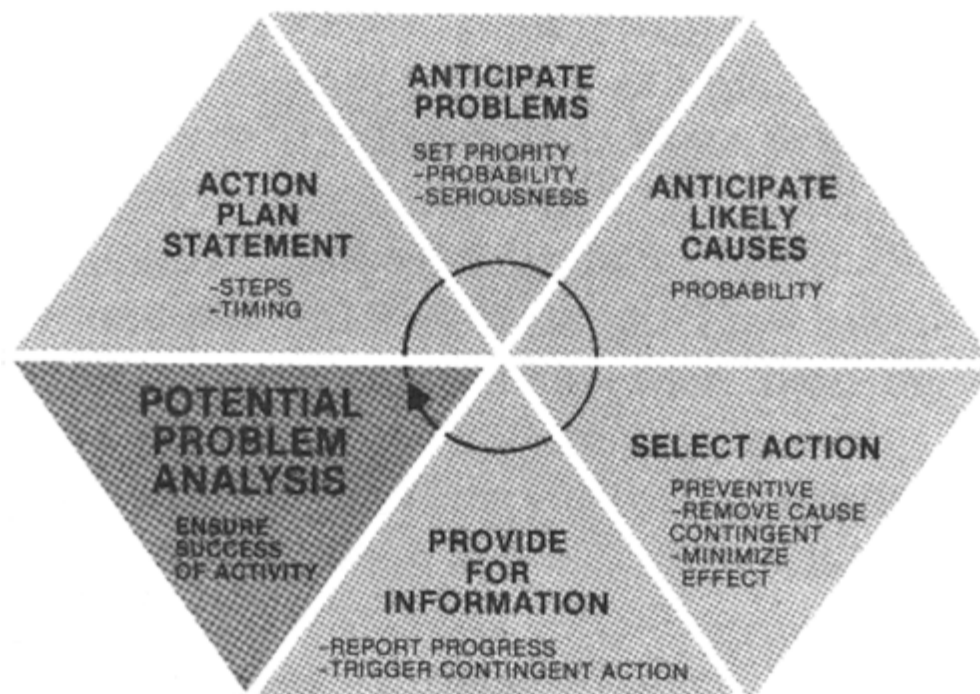 ANTICIPATE
PROBLEMS
SET PRIORITY
-PROBABILITY
-SERIOUSNESS
ACTION
PLAN
STATEMENT
-STEPS
-TIMING
ANTICIPATE
LIKELY
CAUSES
PROBABILITY
POTENTIAL
PROBLEM
ANALYSIS
ENSURE
SUCCESS
OF ACTIVITY
SELECT ACTION
PREVENTIVE
-REMOVE CAUSE
CONTINGENT
-MINIMIZE
EFFECT
PROVIDE
FOR
INFORMATION
-REPORT PROGRESS
-TRIGGER CONTINGENT ACTION